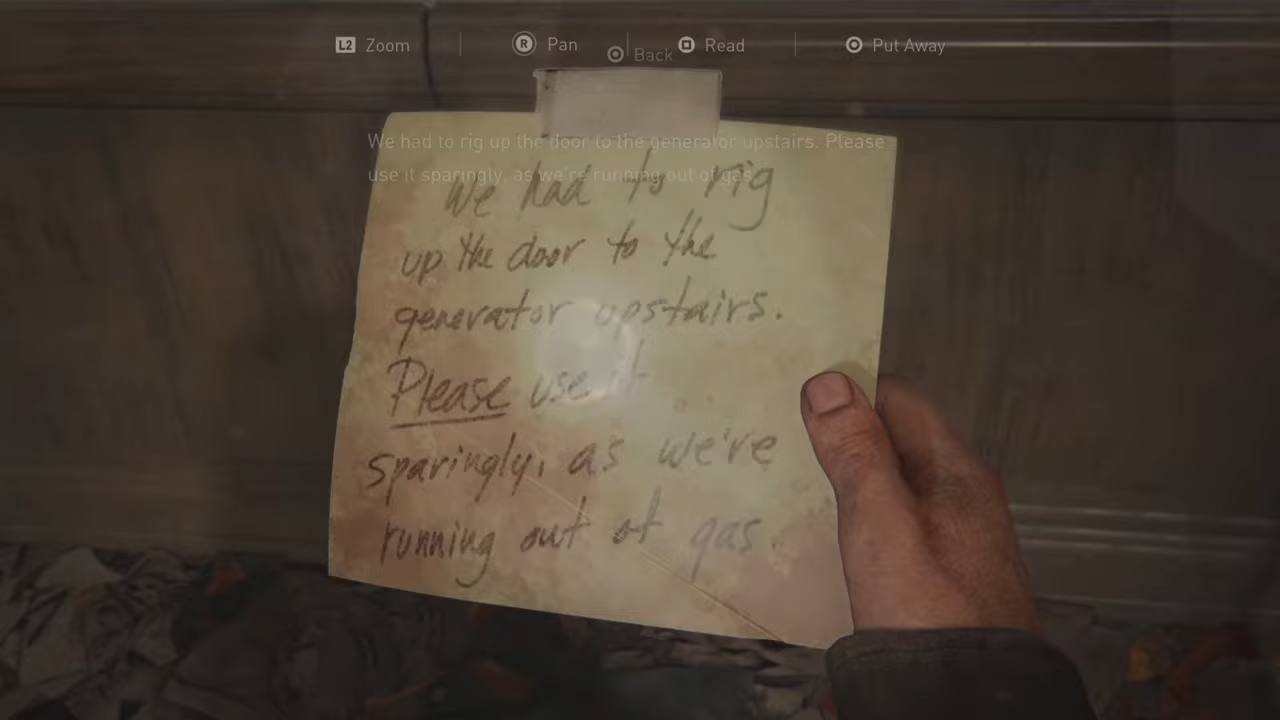 L2 Zoom
R Pan
Back
Read
Put Away
We had to rig up the door to the generator upstairs. Please
use it sparingly, as we're running out of gas.
We had to rig
up the door to the
generator upstairs.
Please use it
sparingly, as we're
running out of gas.